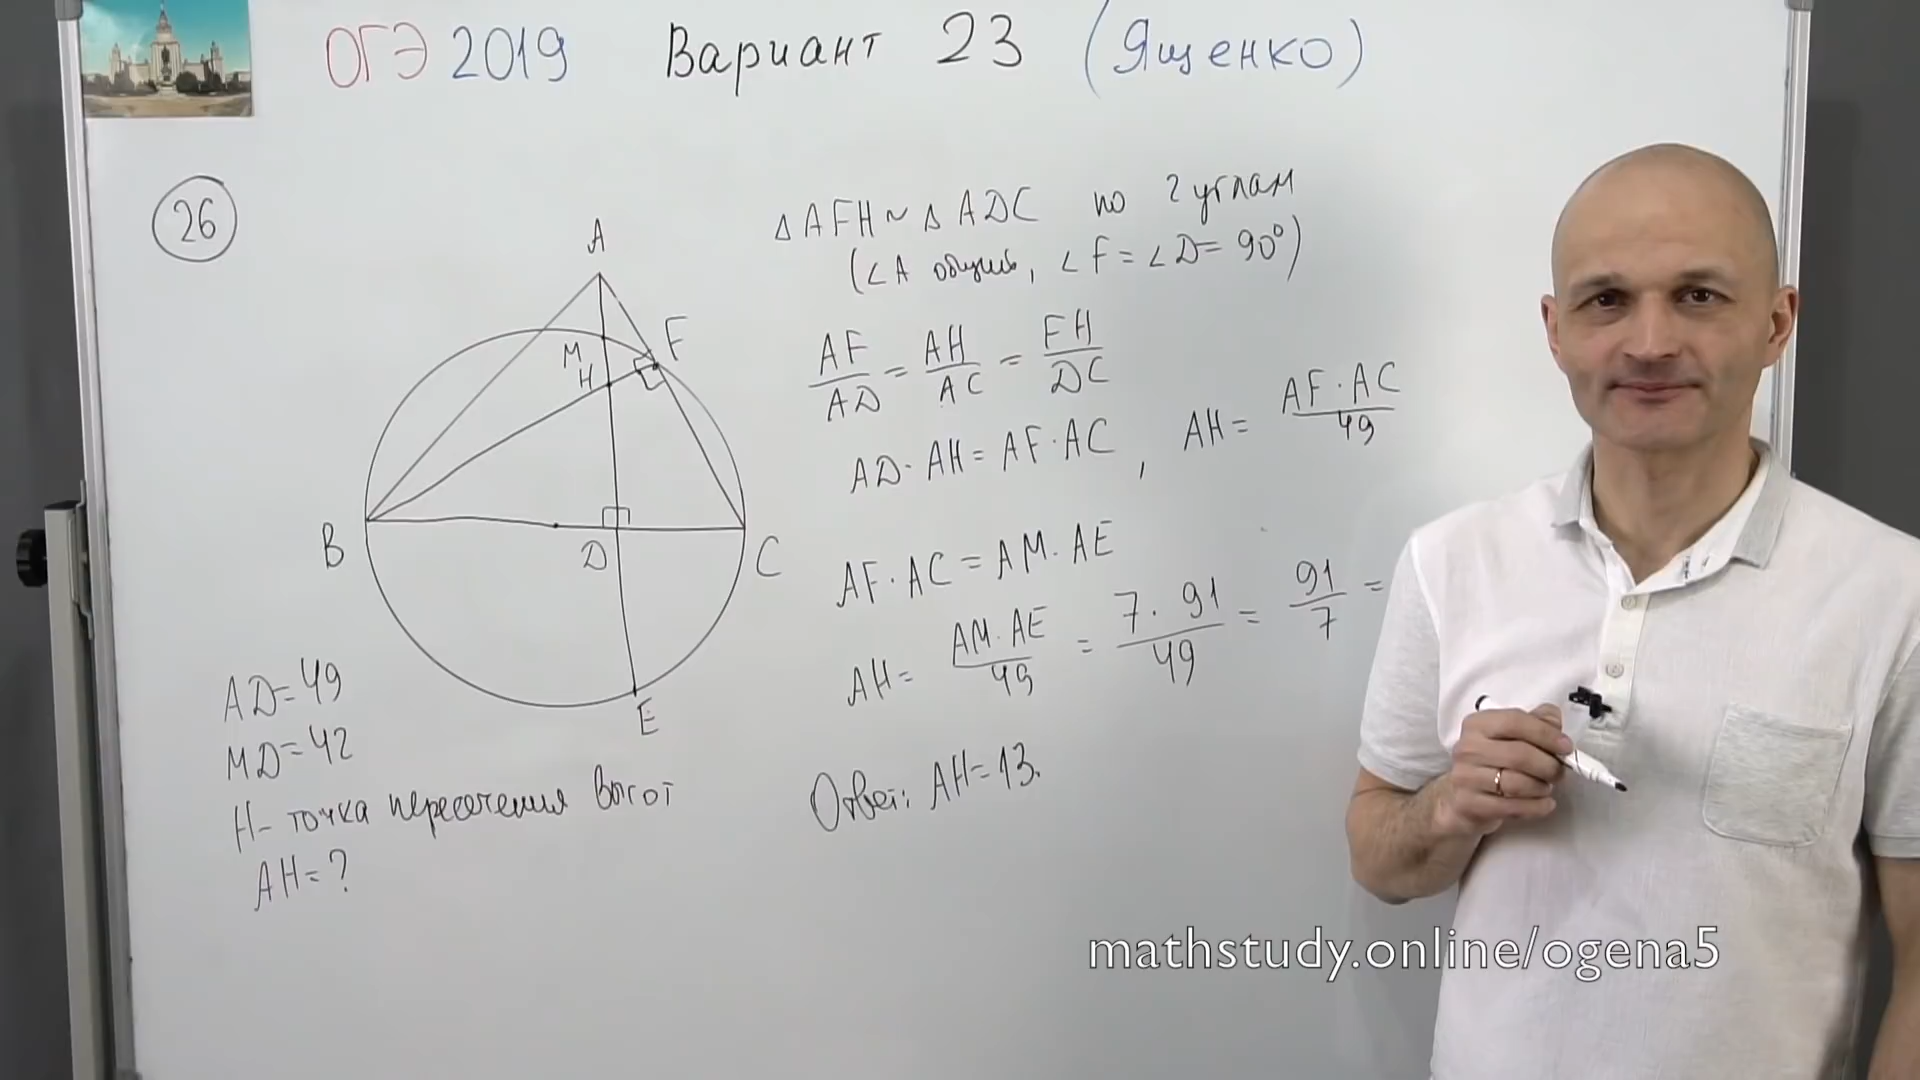 ОГЭ 2019 Вариант 23 (Ященко)
26
A
M
H
F
B
D
C
E
AD=49
MD=42
H- точка пересечения высот
AH=?
△AFH ~ △ADC по 2 углам
(∠A общий, ∠F=∠D=90°)
AF/AD = AH/AC = FH/DC
AD·AH=AF·AC, AH= AF·AC/49
AF·AC=AM·AE
AH= AM·AE/49 = 7·91/49 = 91/7 =
Ответ: AH=13.
mathstudy.online/ogena5